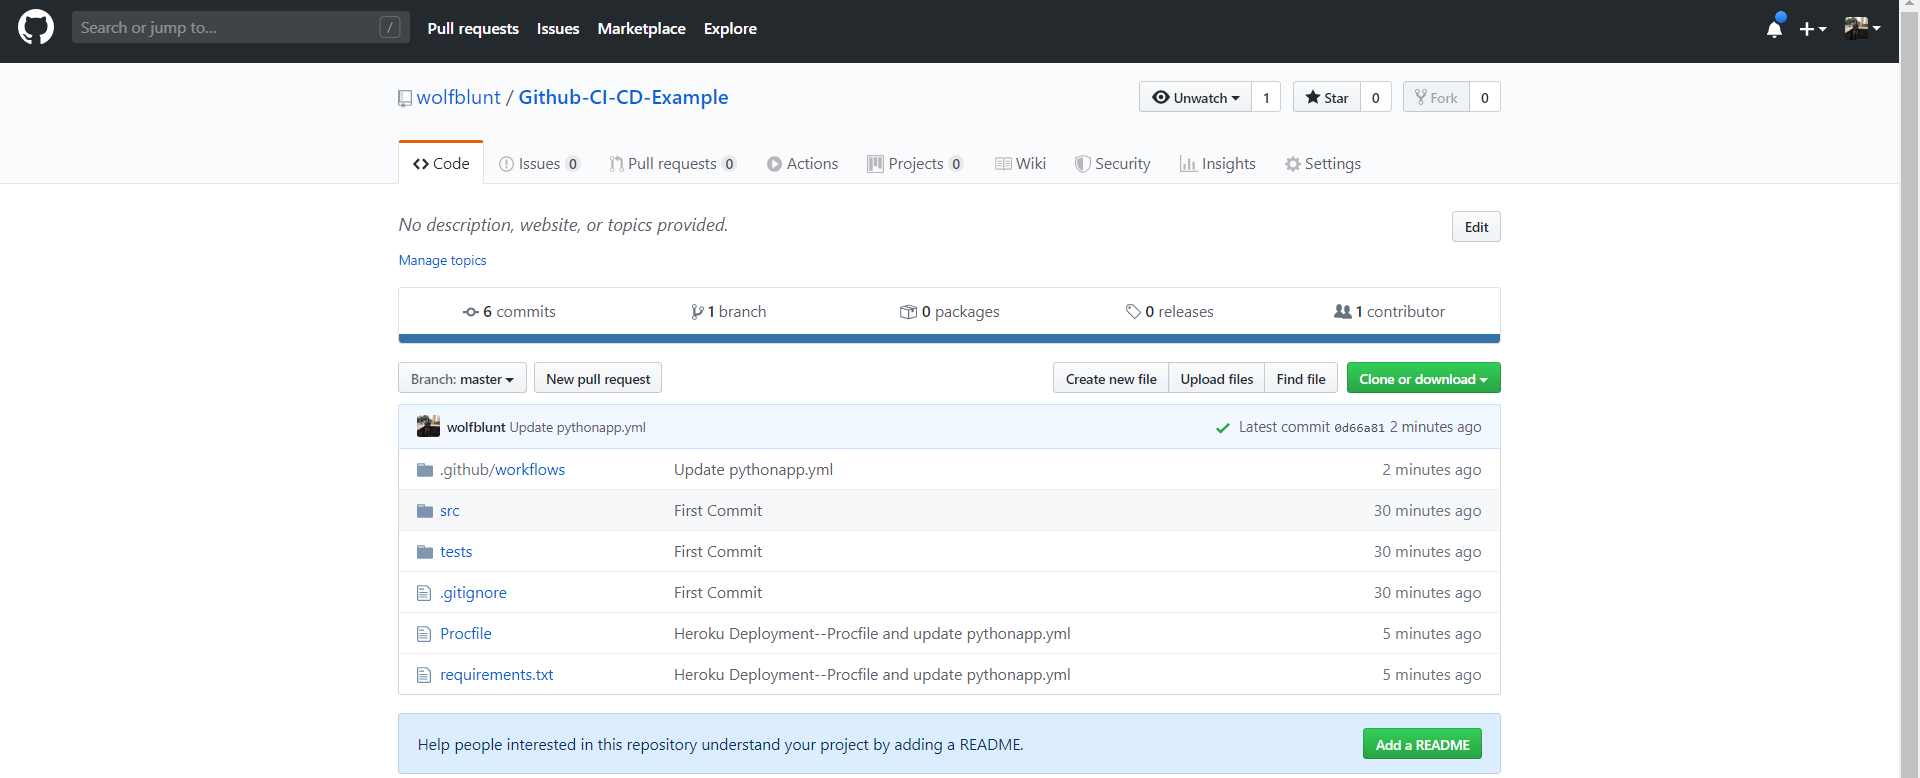 Search or jump to... /
Pull requests Issues Marketplace Explore
wolfblunt / Github-CI-CD-Example
Unwatch 1 Star 0 Fork 0
Code Issues 0 Pull requests 0 Actions Projects 0 Wiki Security Insights Settings
No description, website, or topics provided.
Edit
Manage topics
6 commits 1 branch 0 packages 0 releases 1 contributor
Branch: master New pull request Create new file Upload files Find file Clone or download
wolfblunt Update pythonapp.yml Latest commit 0d66a81 2 minutes ago
.github/workflows Update pythonapp.yml 2 minutes ago
src First Commit 30 minutes ago
tests First Commit 30 minutes ago
.gitignore First Commit 30 minutes ago
Procfile Heroku Deployment--Procfile and update pythonapp.yml 5 minutes ago
requirements.txt Heroku Deployment--Procfile and update pythonapp.yml 5 minutes ago
Help people interested in this repository understand your project by adding a README. Add a README